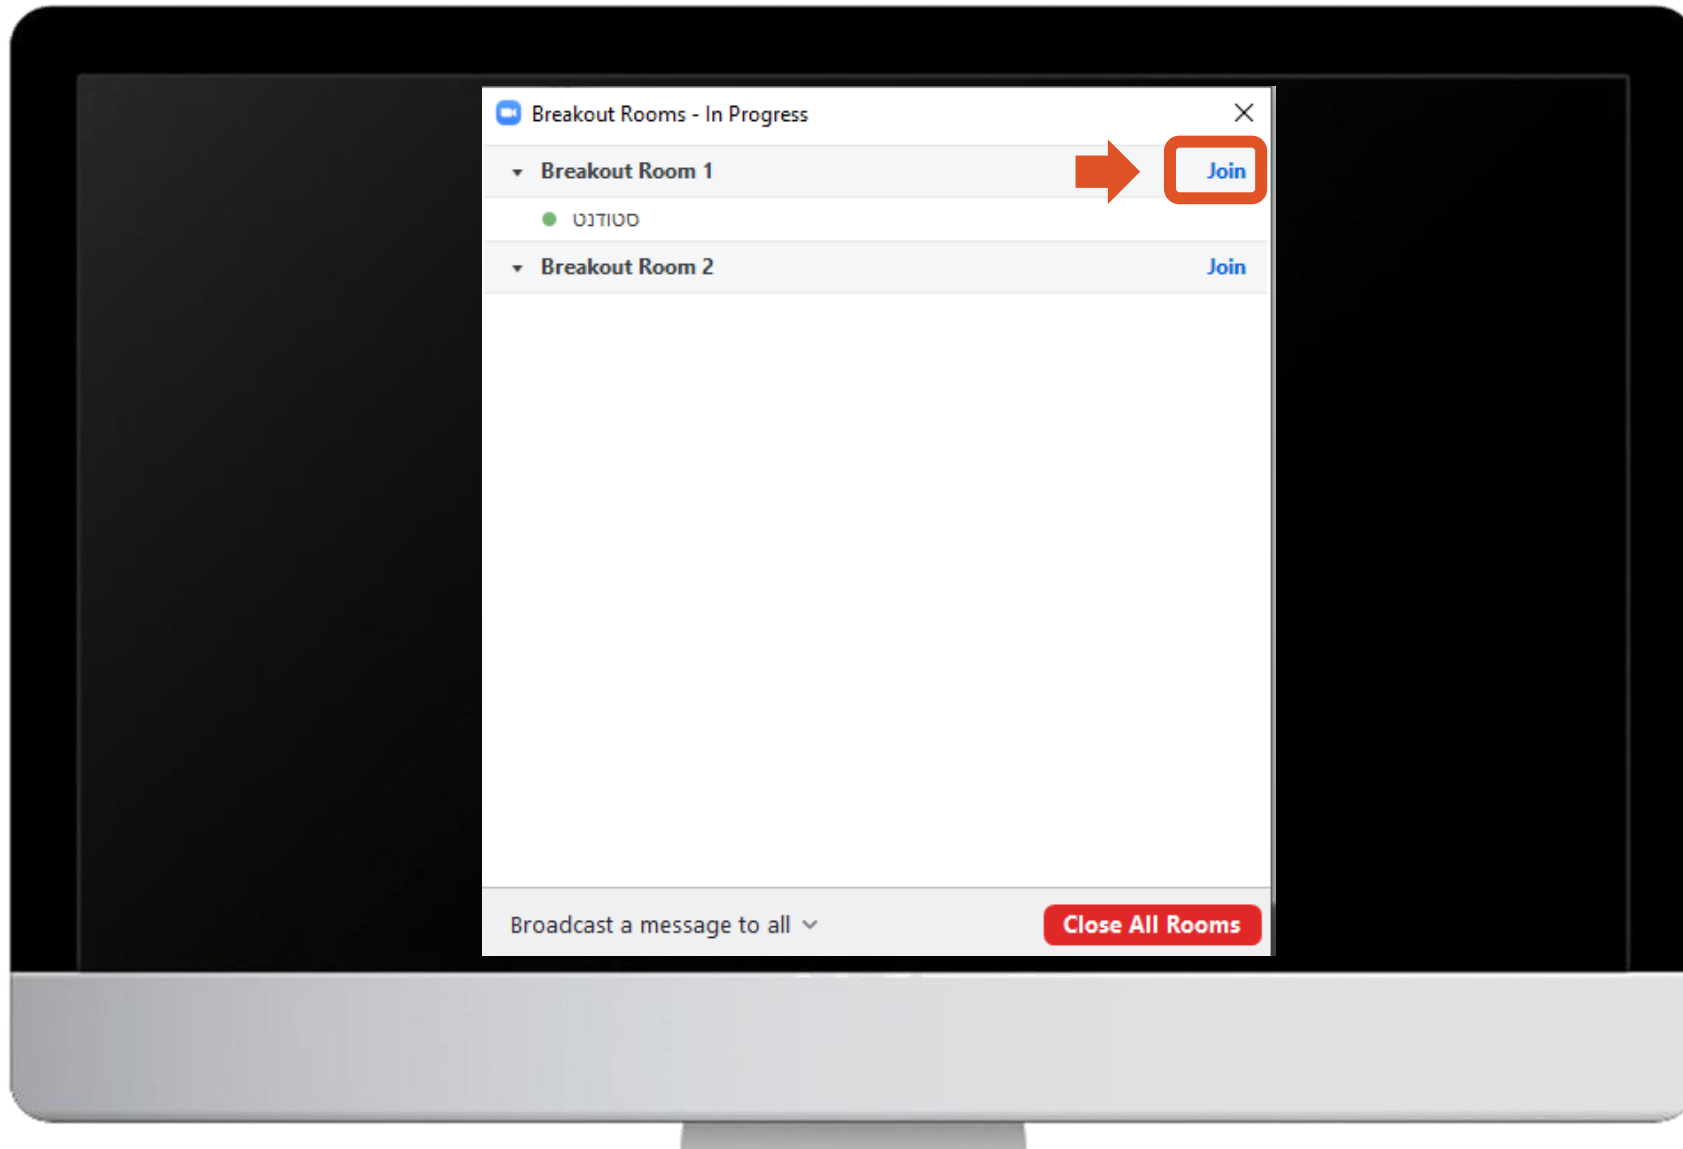 Breakout Rooms - In Progress
Breakout Room 1 Join
סטודנט
Breakout Room 2 Join
Broadcast a message to all Close All Rooms